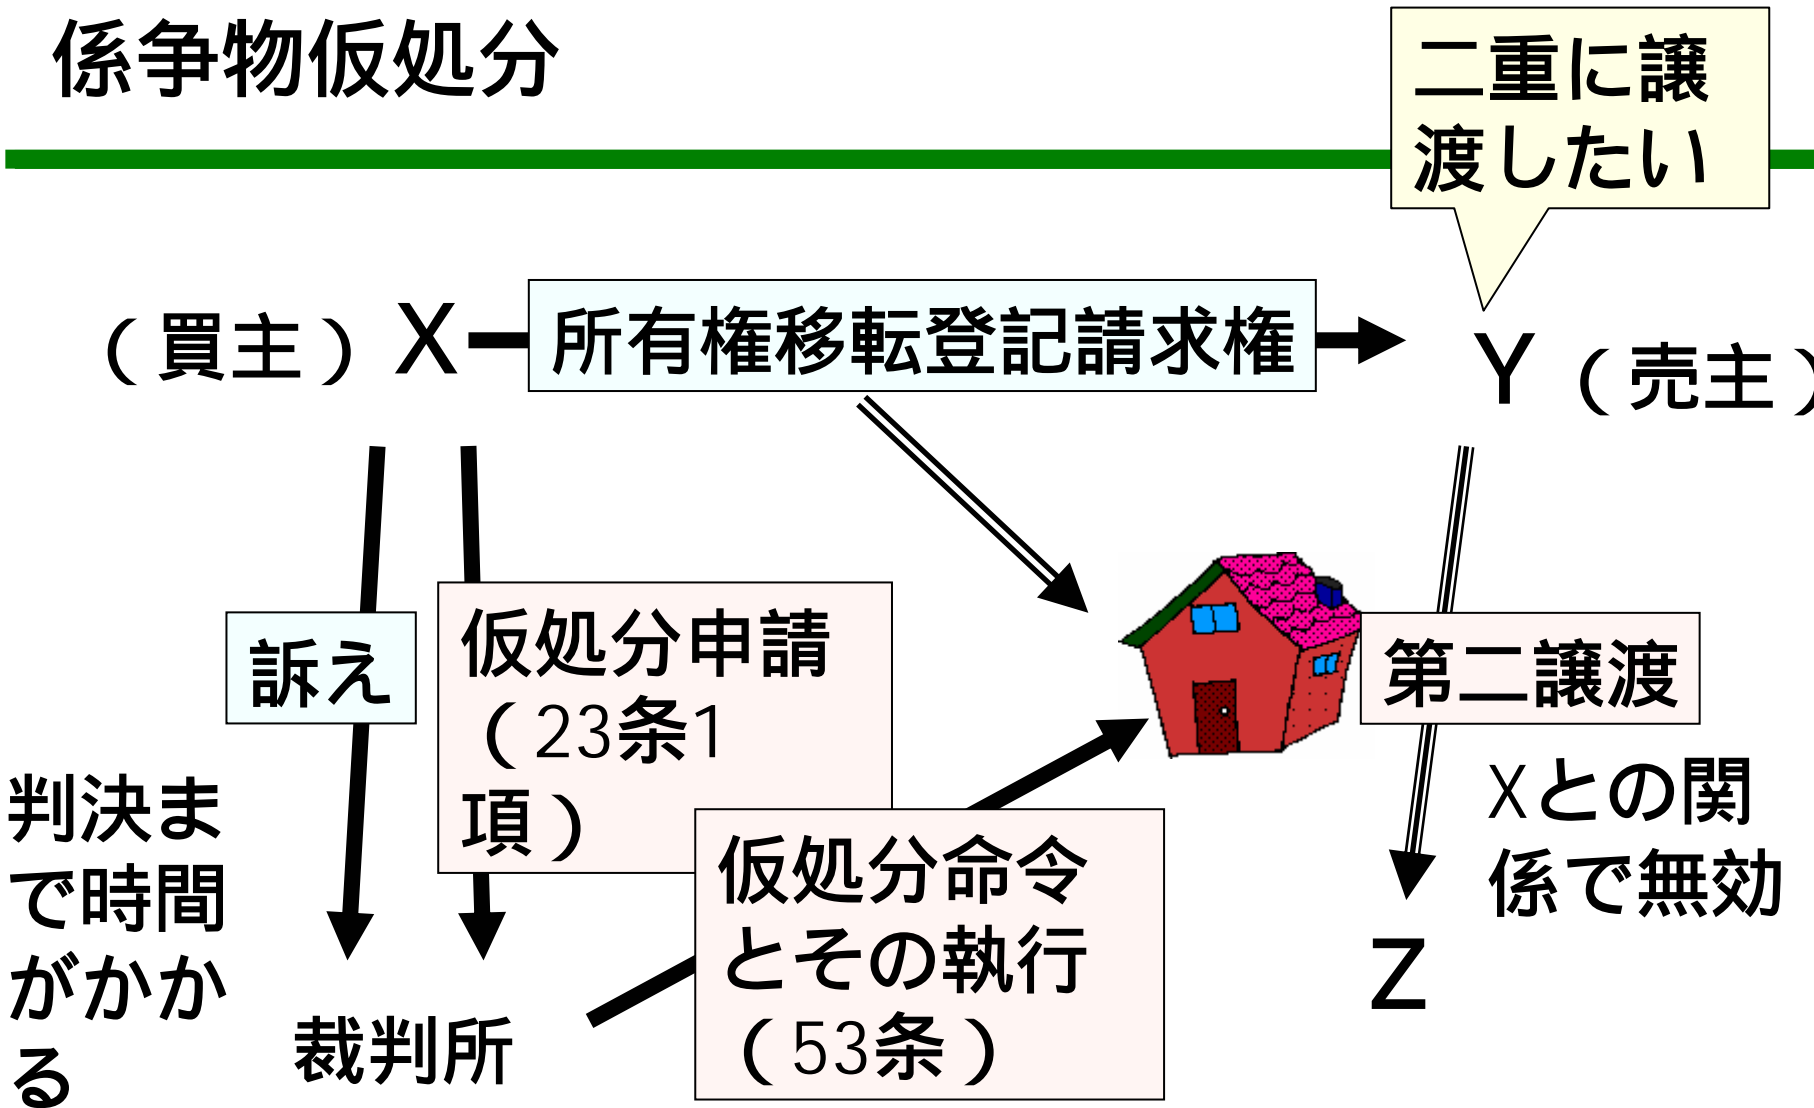 係争物仮処分
二重に譲
渡したい
（買主）X
所有権移転登記請求権
Y（売主）
訴え
仮処分申請
（23条1
項）
第二譲渡
判決ま
で時間
がかか
る
仮処分命令
とその執行
（53条）
Xとの関
係で無効
裁判所
Z